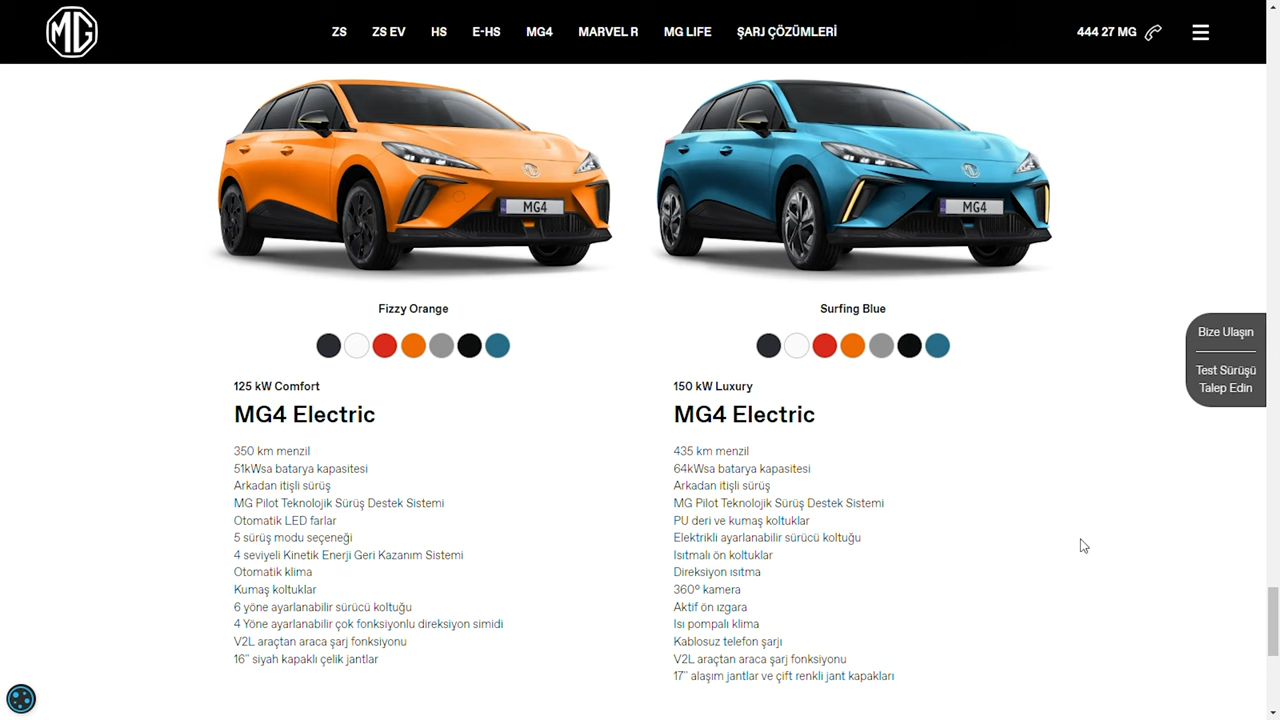 MG
ZS ZS EV HS E-HS MG4 MARVEL R MG LIFE ŞARJ ÇÖZÜMLERİ 444 27 MG
MG4
MG4
Fizzy Orange
125 kW Comfort
MG4 Electric
350 km menzil
51kWsa batarya kapasitesi
Arkadan itişli sürüş
MG Pilot Teknolojik Sürüş Destek Sistemi
Otomatik LED farlar
5 sürüş modu seçeneği
4 seviyeli Kinetik Enerji Geri Kazanım Sistemi
Otomatik klima
Kumaş koltuklar
6 yöne ayarlanabilir sürücü koltuğu
4 Yöne ayarlanabilir çok fonksiyonlu direksiyon simidi
V2L araçtan araca şarj fonksiyonu
16” siyah kapaklı çelik jantlar
Surfing Blue
150 kW Luxury
MG4 Electric
435 km menzil
64kWsa batarya kapasitesi
Arkadan itişli sürüş
MG Pilot Teknolojik Sürüş Destek Sistemi
PU deri ve kumaş koltuklar
Elektrikli ayarlanabilir sürücü koltuğu
Isıtmalı ön koltuklar
Direksiyon ısıtma
360° kamera
Aktif ön ızgara
Isı pompalı klima
Kablosuz telefon şarjı
V2L araçtan araca şarj fonksiyonu
17” alaşım jantlar ve çift renkli jant kapakları
Bize Ulaşın
Test Sürüşü
Talep Edin